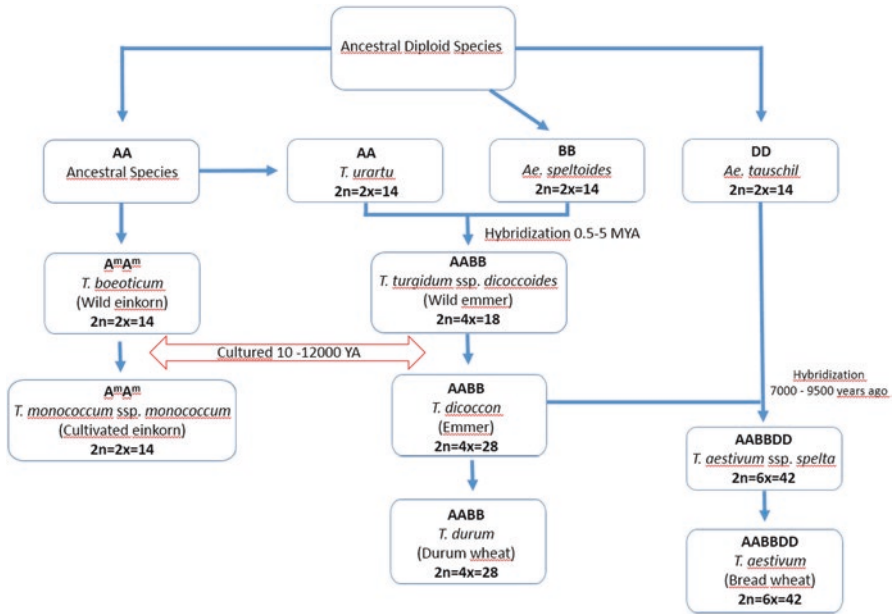 Ancestral Diploid Species
AA
Ancestral Species
AA
T. urartu
2n=2x=14
BB
Ae. speltoides
2n=2x=14
DD
Ae. tauschil
2n=2x=14
Hybridization 0.5-5 MYA
AᵐAᵐ
T. boeoticum
(Wild einkorn)
2n=2x=14
AABB
T. turgidum ssp. dicoccoides
(Wild emmer)
2n=4x=18
Cultured 10 -12000 YA
Hybridization
7000 - 9500 years ago
AᵐAᵐ
T. monococcum ssp. monococcum
(Cultivated einkorn)
2n=2x=14
AABB
T. dicoccon
(Emmer)
2n=4x=28
AABBDD
T. aestivum ssp. spelta
2n=6x=42
AABB
T. durum
(Durum wheat)
2n=4x=28
AABBDD
T. aestivum
(Bread wheat)
2n=6x=42